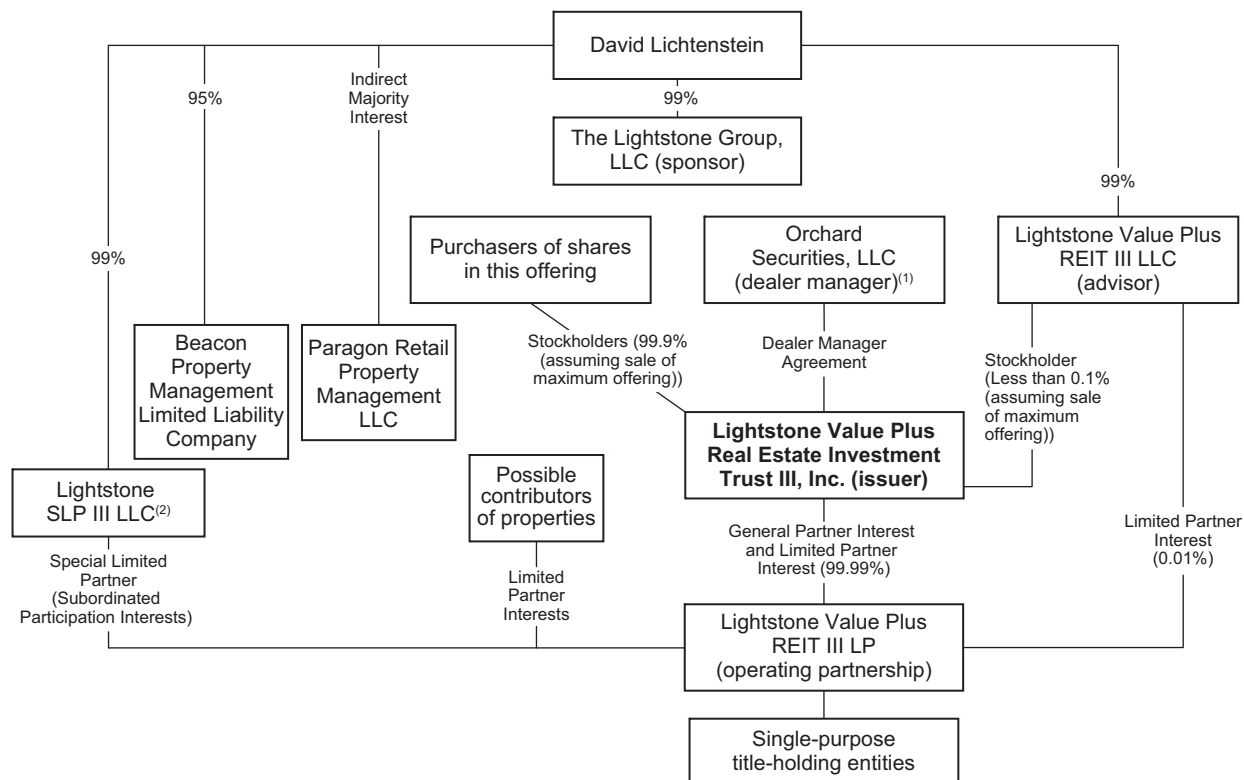 David Lichtenstein
Indirect
Majority
Interest
95%
99%
The Lightstone Group,
LLC (sponsor)
99%
99%
Purchasers of shares
in this offering
Orchard
Securities, LLC
(dealer manager)(1)
Lightstone Value Plus
REIT III LLC
(advisor)
Beacon
Property
Management
Limited Liability
Company
Paragon Retail
Property
Management
LLC
Stockholders (99.9%
(assuming sale of
maximum offering))
Dealer Manager
Agreement
Stockholder
(Less than 0.1%
(assuming sale
of maximum
offering))
Lightstone Value Plus
Real Estate Investment
Trust III, Inc. (issuer)
Lightstone
SLP III LLC(2)
Possible
contributors
of properties
General Partner Interest
and Limited Partner
Interest (99.99%)
Limited Partner
Interest
(0.01%)
Special Limited
Partner
(Subordinated
Participation Interests)
Limited
Partner
Interests
Lightstone Value Plus
REIT III LP
(operating partnership)
Single-purpose
title-holding entities